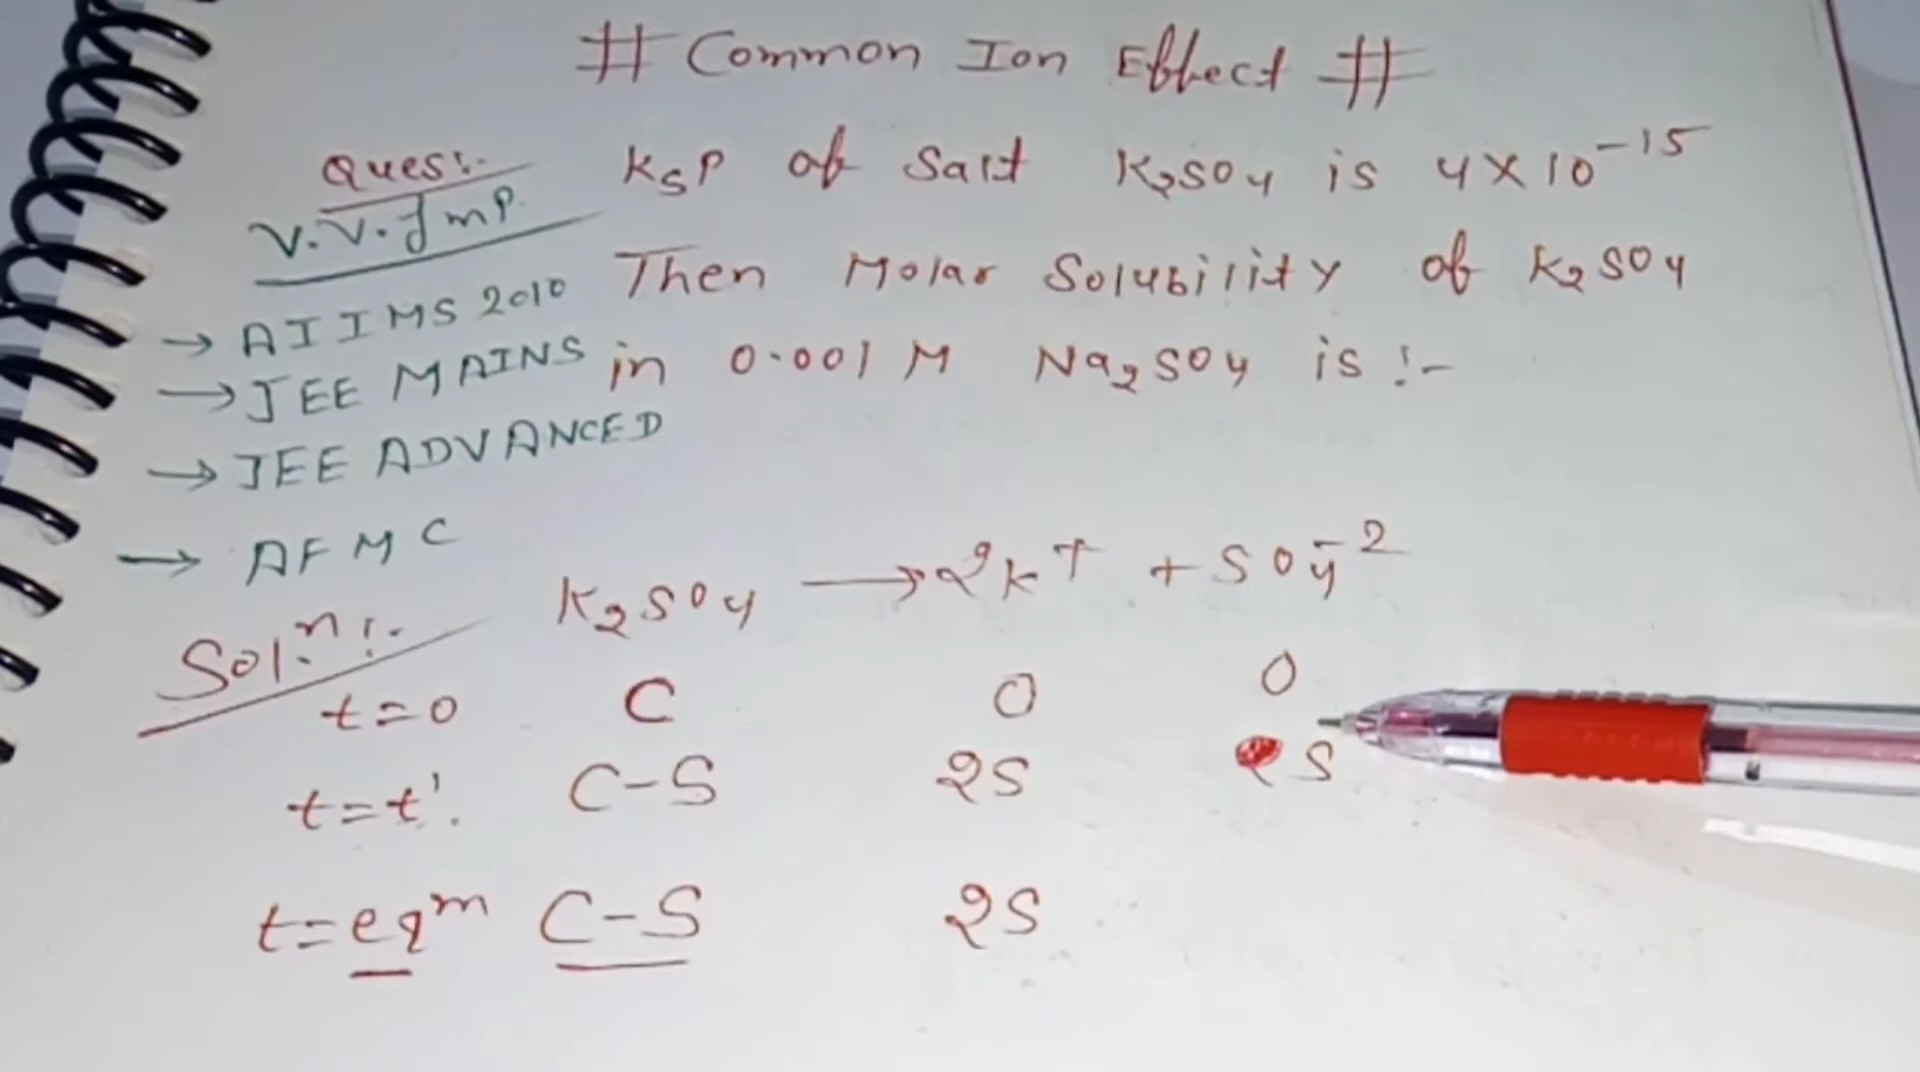 # Common Ion Effect #
Ques:- Ksp of Salt K2SO4 is 4×10^-15
V.V.Imp.
Then Molar Solubility of K2SO4
→ AIIMS 2010
in 0.001 M Na2SO4 is :-
→ JEE MAINS
→ JEE ADVANCED
→ AFMC
K2SO4 → 2K+ + SO4^-2
Sol.n :-
t=0 C 0 0
t=t'. C-S 2S S
t=eqm C-S 2S